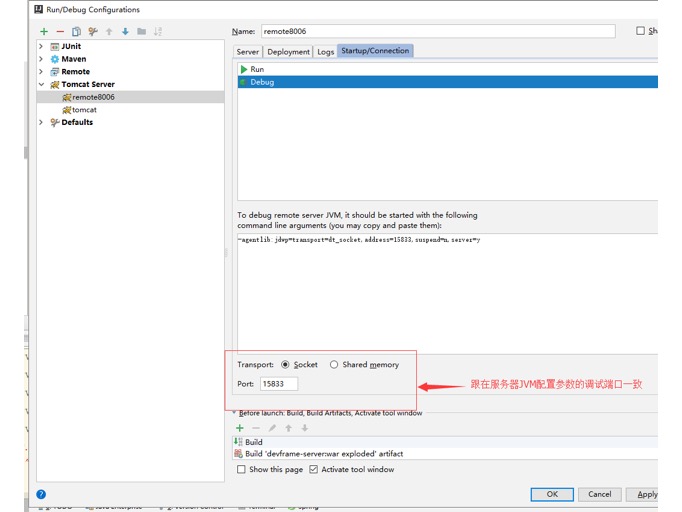 Run/Debug Configurations
Name: remote8006
JUnit
Maven
Remote
Tomcat Server
remote8006
tomcat
Defaults
Server Deployment Logs Startup/Connection
Run
Debug
To debug remote server JVM, it should be started with the following
command line arguments (you may copy and paste them):
-agentlib:jdwp=transport=dt_socket,address=15833,suspend=n,server=y
Transport: Socket Shared memory
Port: 15833
跟在服务器JVM配置参数的调试端口一致
Before launch: Build, Build Artifacts, Activate tool window
Build
Build 'devframe-server:war exploded' artifact
Show this page Activate tool window
? OK Cancel Apply